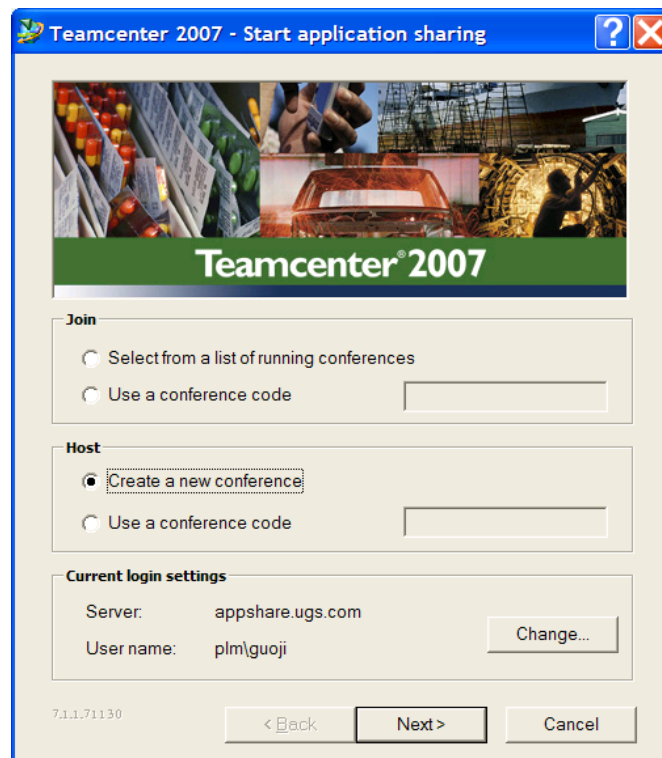 Teamcenter 2007 - Start application sharing
Teamcenter® 2007
Join
Select from a list of running conferences
Use a conference code
Host
Create a new conference
Use a conference code
Current login settings
Server: appshare.ugs.com
User name: plm\guoji
Change...
7.1.1.71130
< Back Next > Cancel